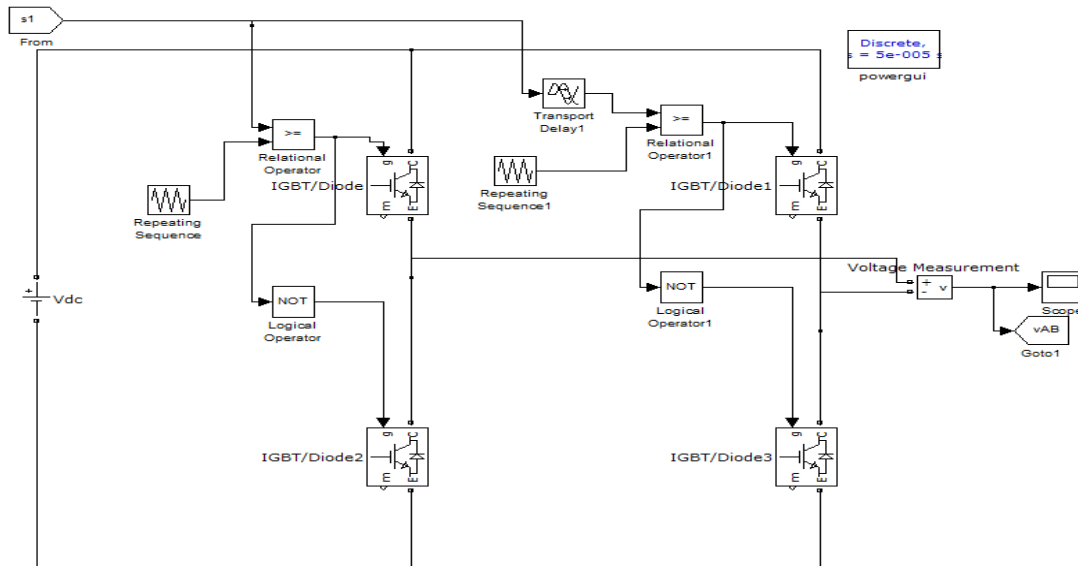 s1
From
Discrete,
s = 5e-005 s
powergui
>=
Relational
Operator
Transport
Delay1
>=
Relational
Operator1
g
C
IGBT/Diode
m
E
g
C
IGBT/Diode1
m
E
Repeating
Sequence
Repeating
Sequence1
+
Vdc
NOT
Logical
Operator
NOT
Logical
Operator1
Voltage Measurement
+
-
v
Scope
vAB
Goto1
g
C
IGBT/Diode2
m
E
g
C
IGBT/Diode3
m
E